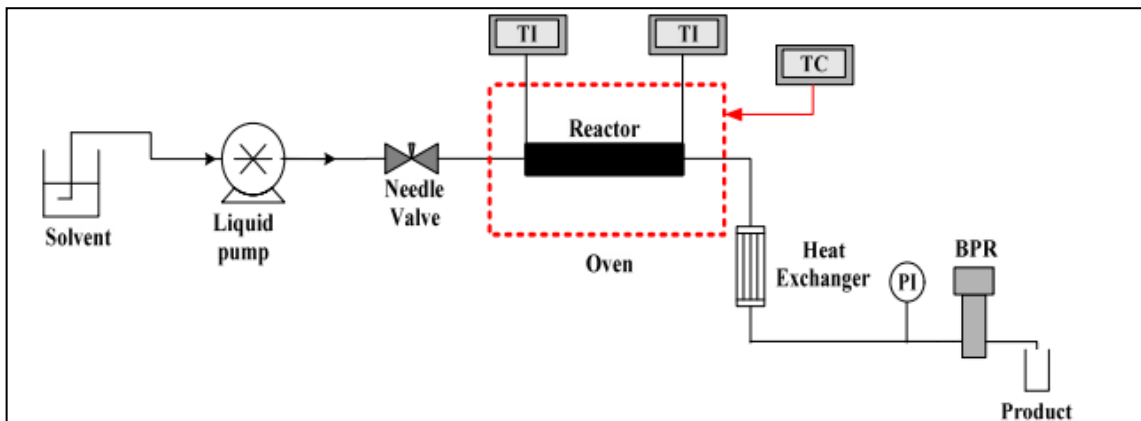 TI
TI
TC
Reactor
Needle
Valve
Solvent
Liquid
pump
Oven
Heat
Exchanger
PI
BPR
Product